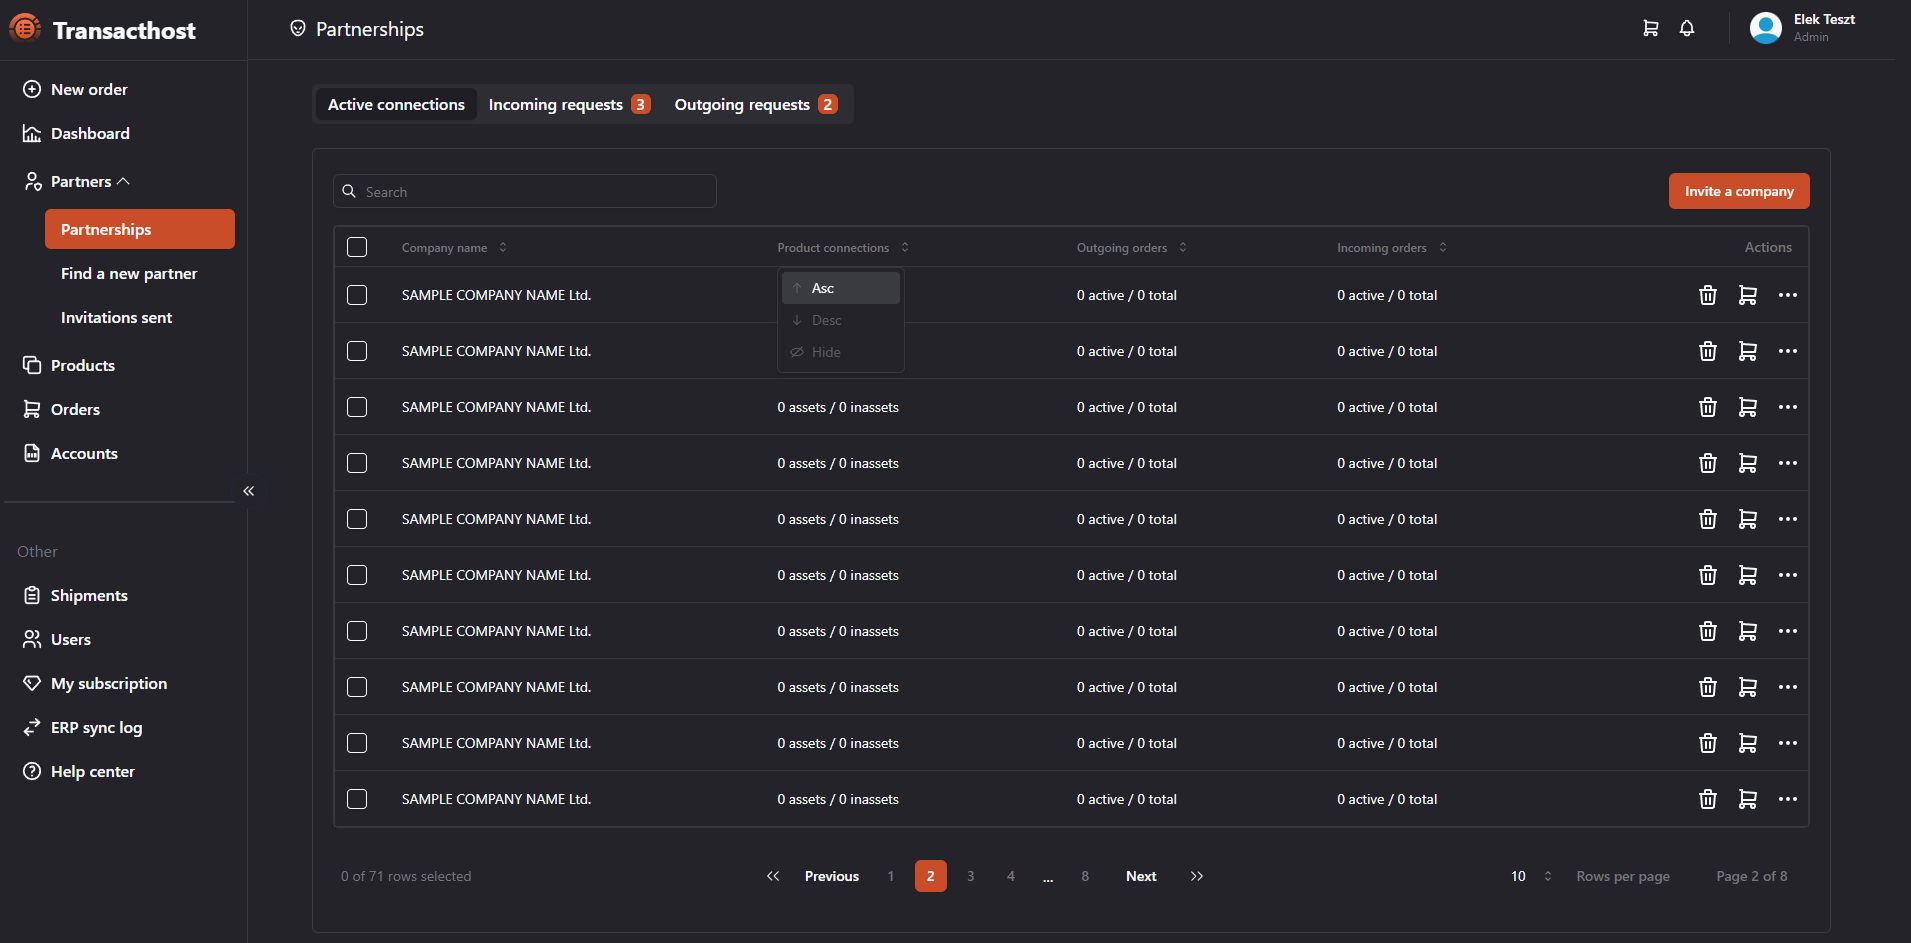 Transacthost
Partnerships
Elek Teszt
Admin
New order
Dashboard
Partners
Partnerships
Find a new partner
Invitations sent
Products
Orders
Accounts
Other
Shipments
Users
My subscription
ERP sync log
Help center
Active connections Incoming requests 3 Outgoing requests 2
Search
Invite a company
Company name Product connections Outgoing orders Incoming orders Actions
SAMPLE COMPANY NAME Ltd. 0 active / 0 total 0 active / 0 total
Asc
Desc
Hide
SAMPLE COMPANY NAME Ltd. 0 active / 0 total 0 active / 0 total
SAMPLE COMPANY NAME Ltd. 0 assets / 0 inassets 0 active / 0 total 0 active / 0 total
SAMPLE COMPANY NAME Ltd. 0 assets / 0 inassets 0 active / 0 total 0 active / 0 total
SAMPLE COMPANY NAME Ltd. 0 assets / 0 inassets 0 active / 0 total 0 active / 0 total
SAMPLE COMPANY NAME Ltd. 0 assets / 0 inassets 0 active / 0 total 0 active / 0 total
SAMPLE COMPANY NAME Ltd. 0 assets / 0 inassets 0 active / 0 total 0 active / 0 total
SAMPLE COMPANY NAME Ltd. 0 assets / 0 inassets 0 active / 0 total 0 active / 0 total
SAMPLE COMPANY NAME Ltd. 0 assets / 0 inassets 0 active / 0 total 0 active / 0 total
SAMPLE COMPANY NAME Ltd. 0 assets / 0 inassets 0 active / 0 total 0 active / 0 total
0 of 71 rows selected Previous 1 2 3 4 ... 8 Next 10 Rows per page Page 2 of 8